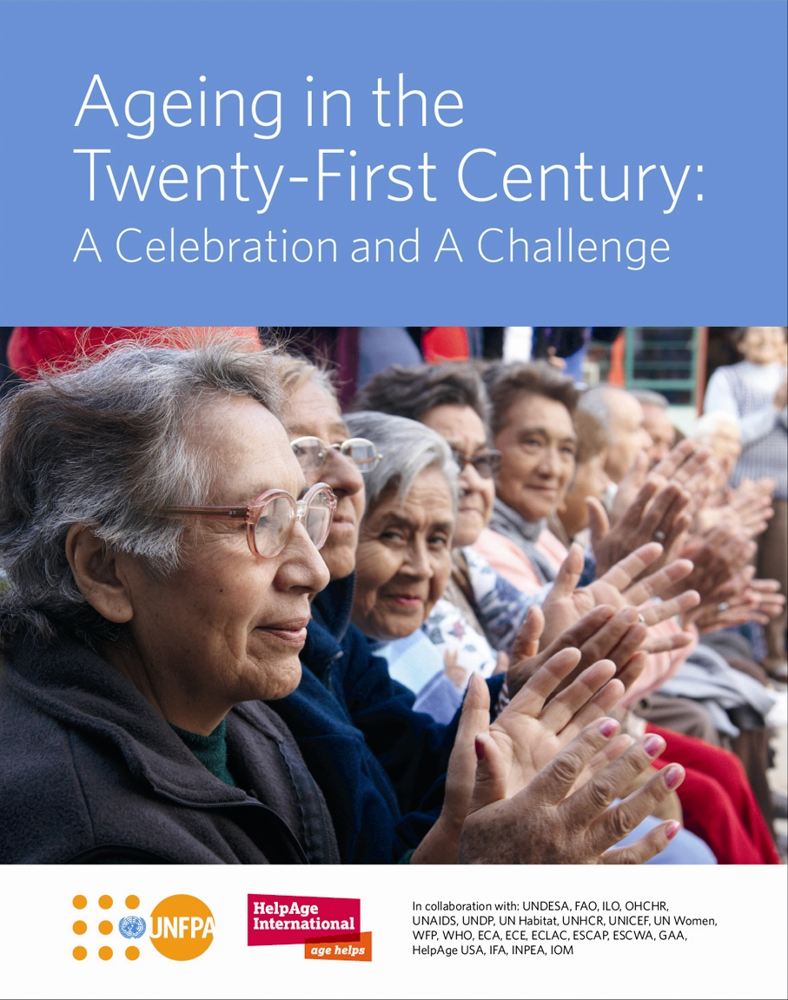 Ageing in the
Twenty-First Century:
A Celebration and A Challenge
UNFPA
HelpAge
International
age helps
In collaboration with: UNDESA, FAO, ILO, OHCHR,
UNAIDS, UNDP, UN Habitat, UNHCR, UNICEF, UN Women,
WFP, WHO, ECA, ECE, ECLAC, ESCAP, ESCWA, GAA,
HelpAge USA, IFA, INPEA, IOM